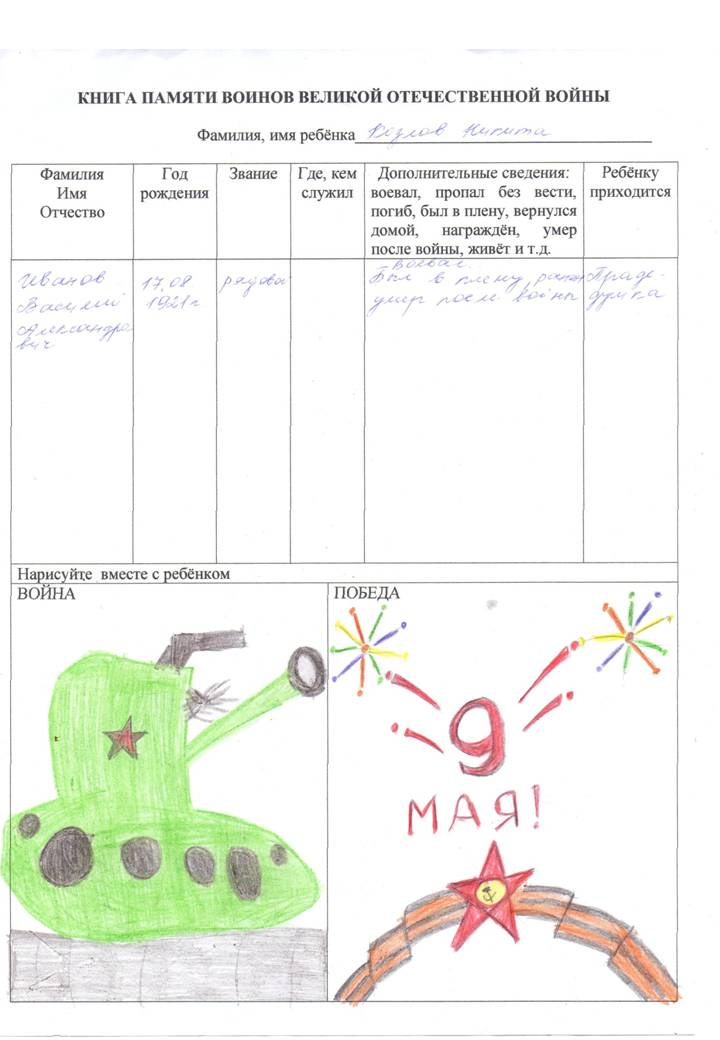 КНИГА ПАМЯТИ ВОИНОВ ВЕЛИКОЙ ОТЕЧЕСТВЕННОЙ ВОЙНЫ
Фамилия, имя ребёнка Козлов Никита
Фамилия
Имя
Отчество
Год
рождения
Звание
Где, кем
служил
Дополнительные сведения:
воевал, пропал без вести,
погиб, был в плену, вернулся
домой, награждён, умер
после войны, живёт и т.д.
Ребёнку
приходится
Иванов
Василий
Александра
вич
17.08
1921г
рядовой
Воевал.
Был в плену, ранен
умер после войны
Праде-
душка
Нарисуйте вместе с ребёнком
ВОЙНА
ПОБЕДА
9
МАЯ!